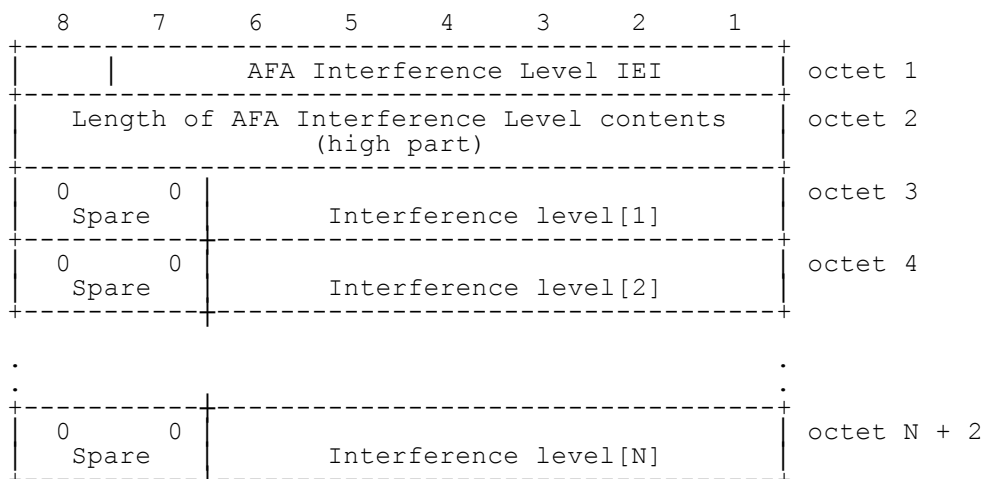 8 7 6 5 4 3 2 1
AFA Interference Level IEI octet 1
Length of AFA Interference Level contents octet 2
(high part)
0 0 octet 3
Spare Interference level[1]
0 0 octet 4
Spare Interference level[2]
. .
. .
0 0 octet N + 2
Spare Interference level[N]